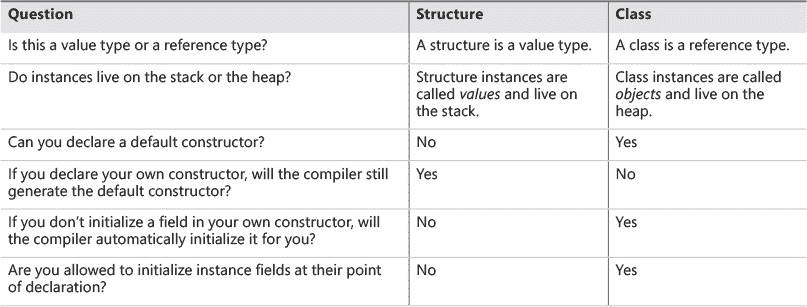 Question Structure Class
Is this a value type or a reference type? A structure is a value type. A class is a reference type.
Do instances live on the stack or the heap? Structure instances are Class instances are called
called values and live on objects and live on the
the stack. heap.
Can you declare a default constructor? No Yes
If you declare your own constructor, will the compiler still Yes No
generate the default constructor?
If you don’t initialize a field in your own constructor, will No Yes
the compiler automatically initialize it for you?
Are you allowed to initialize instance fields at their point No Yes
of declaration?